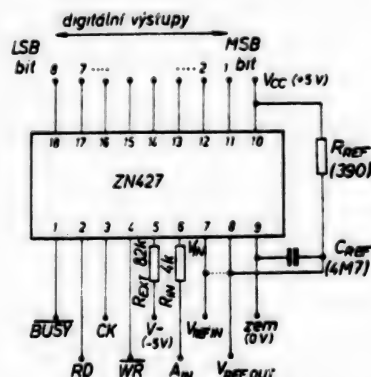 digitální výstupy
LSB
bit
MSB
bit
8 7 ···· ···· 2 1
VCC (+5V)
18 17 16 15 14 13 12 11 10
ZN427
RREF
(390)
1 2 3 4 5 6 7 8 9
REXT 82k
RIN 4k
VIN
CREF
(4M7)
BUSY
CK
V-
(-5V)
VREF IN
zem
(0V)
RD
WR
AIN
VREF OUT